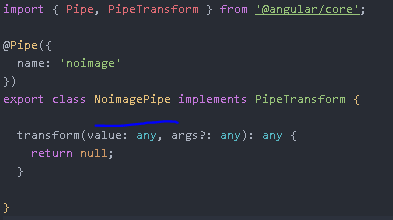 import { Pipe, PipeTransform } from '@angular/core';
@Pipe({
name: 'noimage'
})
export class NoimagePipe implements PipeTransform {
transform(value: any, args?: any): any {
return null;
}
}